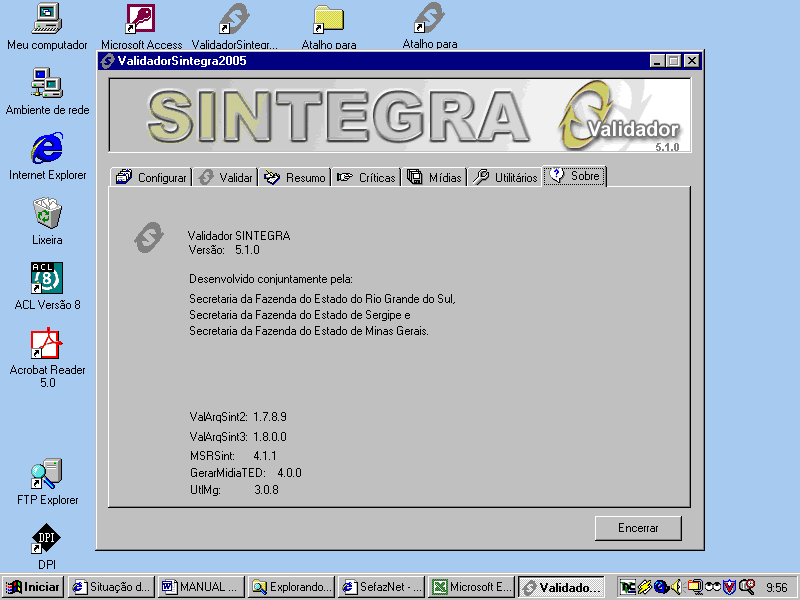 Meu computador
Microsoft Access
ValidadorSintegr...
Atalho para
Atalho para
Ambiente de rede
Internet Explorer
Lixeira
ACL
8
ACL Versão 8
Acrobat Reader
5.0
FTP Explorer
DPI
DPI
ValidadorSintegra2005
SINTEGRA
Validador
5.1.0
Configurar
Validar
Resumo
Críticas
Mídias
Utilitários
Sobre
Validador SINTEGRA
Versão: 5.1.0
Desenvolvido conjuntamente pela:
Secretaria da Fazenda do Estado do Rio Grande do Sul,
Secretaria da Fazenda do Estado de Sergipe e
Secretaria da Fazenda do Estado de Minas Gerais.
ValArqSint2: 1.7.8.9
ValArqSint3: 1.8.0.0
MSRSint: 4.1.1
GerarMidiaTED: 4.0.0
UtlMg: 3.0.8
Encerrar
Iniciar
Situação d...
MANUAL ...
Explorando...
SefazNet - ...
Microsoft E...
Validado...
9:56